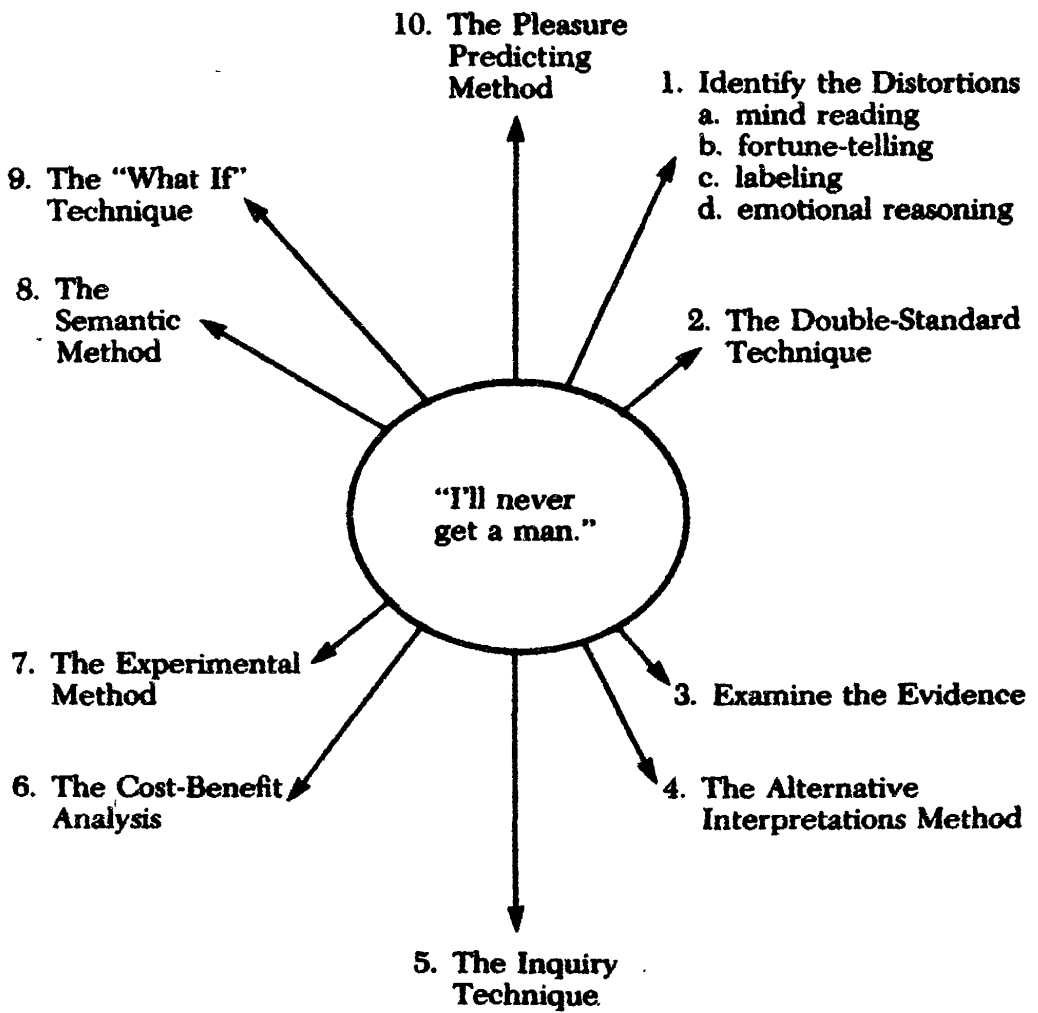 10. The Pleasure
Predicting
Method
1. Identify the Distortions
a. mind reading
b. fortune-telling
c. labeling
d. emotional reasoning
9. The “What If”
Technique
8. The
Semantic
Method
2. The Double-Standard
Technique
“I’ll never
get a man.”
7. The Experimental
Method
3. Examine the Evidence
6. The Cost-Benefit
Analysis
4. The Alternative
Interpretations Method
5. The Inquiry
Technique